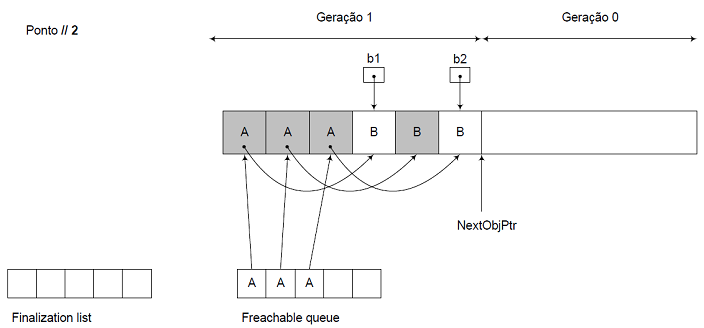 Geração 1
Geração 0
Ponto // 2
b1
b2
A A A B B B
NextObjPtr
A A A
Finalization list
Freachable queue